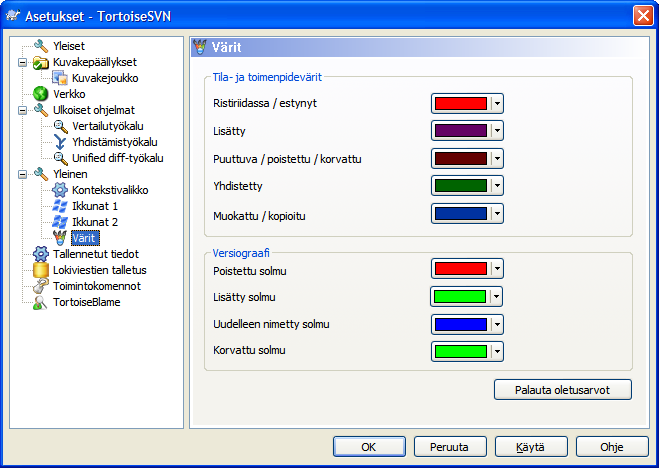 Asetukset - TortoiseSVN
Yleiset
Kuvakepäällykset
Kuvakejoukko
Verkko
Ulkoiset ohjelmat
Vertailutyökalu
Yhdistämistyökalu
Unified diff-työkalu
Yleinen
Kontekstivalikko
Ikkunat 1
Ikkunat 2
Värit
Tallennetut tiedot
Lokiviestien talletus
Toimintokomennot
TortoiseBlame
Värit
Tila- ja toimenpidevärit
Ristiriidassa / estynyt
Lisätty
Puuttuva / poistettu / korvattu
Yhdistetty
Muokattu / kopioitu
Versiograafi
Poistettu solmu
Lisätty solmu
Uudelleen nimetty solmu
Korvattu solmu
Palauta oletusarvot
OK
Peruuta
Käytä
Ohje